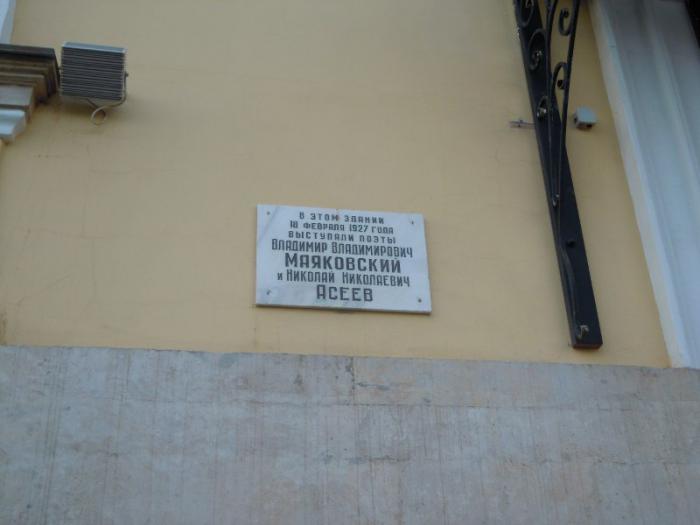 В ЭТОМ ЗДАНИИ
18 ФЕВРАЛЯ 1927 ГОДА
ВЫСТУПАЛИ ПОЭТЫ
ВЛАДИМИР ВЛАДИМИРОВИЧ
МАЯКОВСКИЙ
и НИКОЛАЙ НИКОЛАЕВИЧ
АСЕЕВ